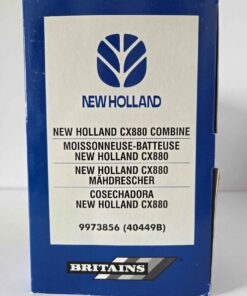 NEW HOLLAND
NEW HOLLAND CX880 COMBINE
MOISSONNEUSE-BATTEUSE
NEW HOLLAND CX880
NEW HOLLAND CX880
MÄHDRESCHER
COSECHADORA
NEW HOLLAND CX880
9973856 (40449B)
BRITAINS